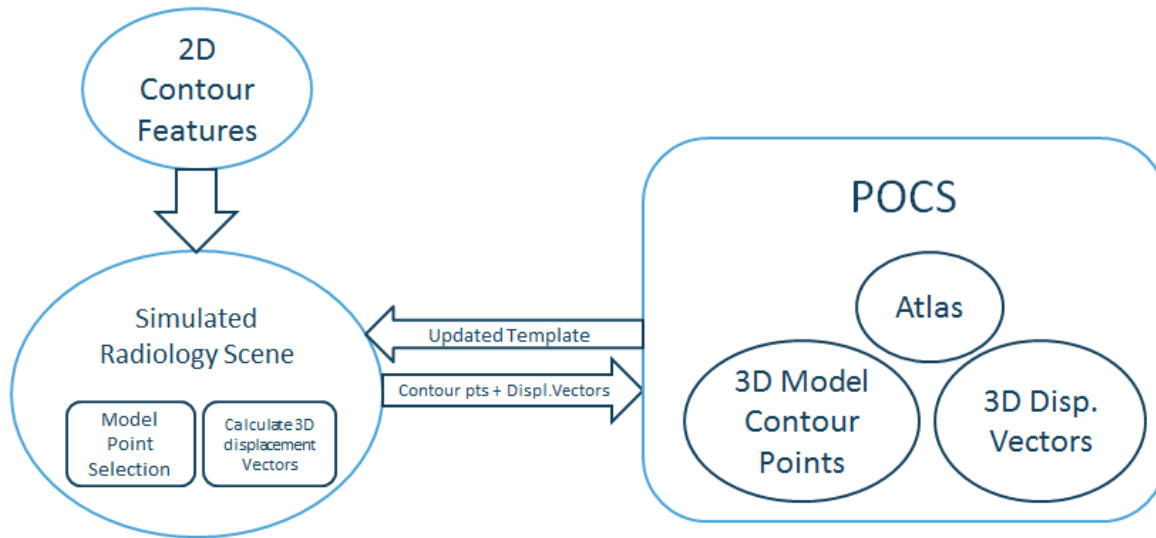 2D
Contour
Features
Simulated
Radiology Scene
Model
Point
Selection
Calculate 3D
displacement
Vectors
Updated Template
Contour pts + Displ.Vectors
POCS
Atlas
3D Model
Contour
Points
3D Disp.
Vectors